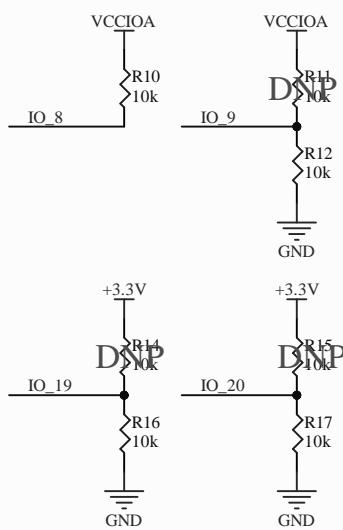 VCCIOA
R10
10k
IO_8
VCCIOA
R11
DNP
10k
IO_9
R12
10k
GND
+3.3V
R14
DNP
10k
IO_19
R16
10k
GND
+3.3V
R15
DNP
10k
IO_20
R17
10k
GND